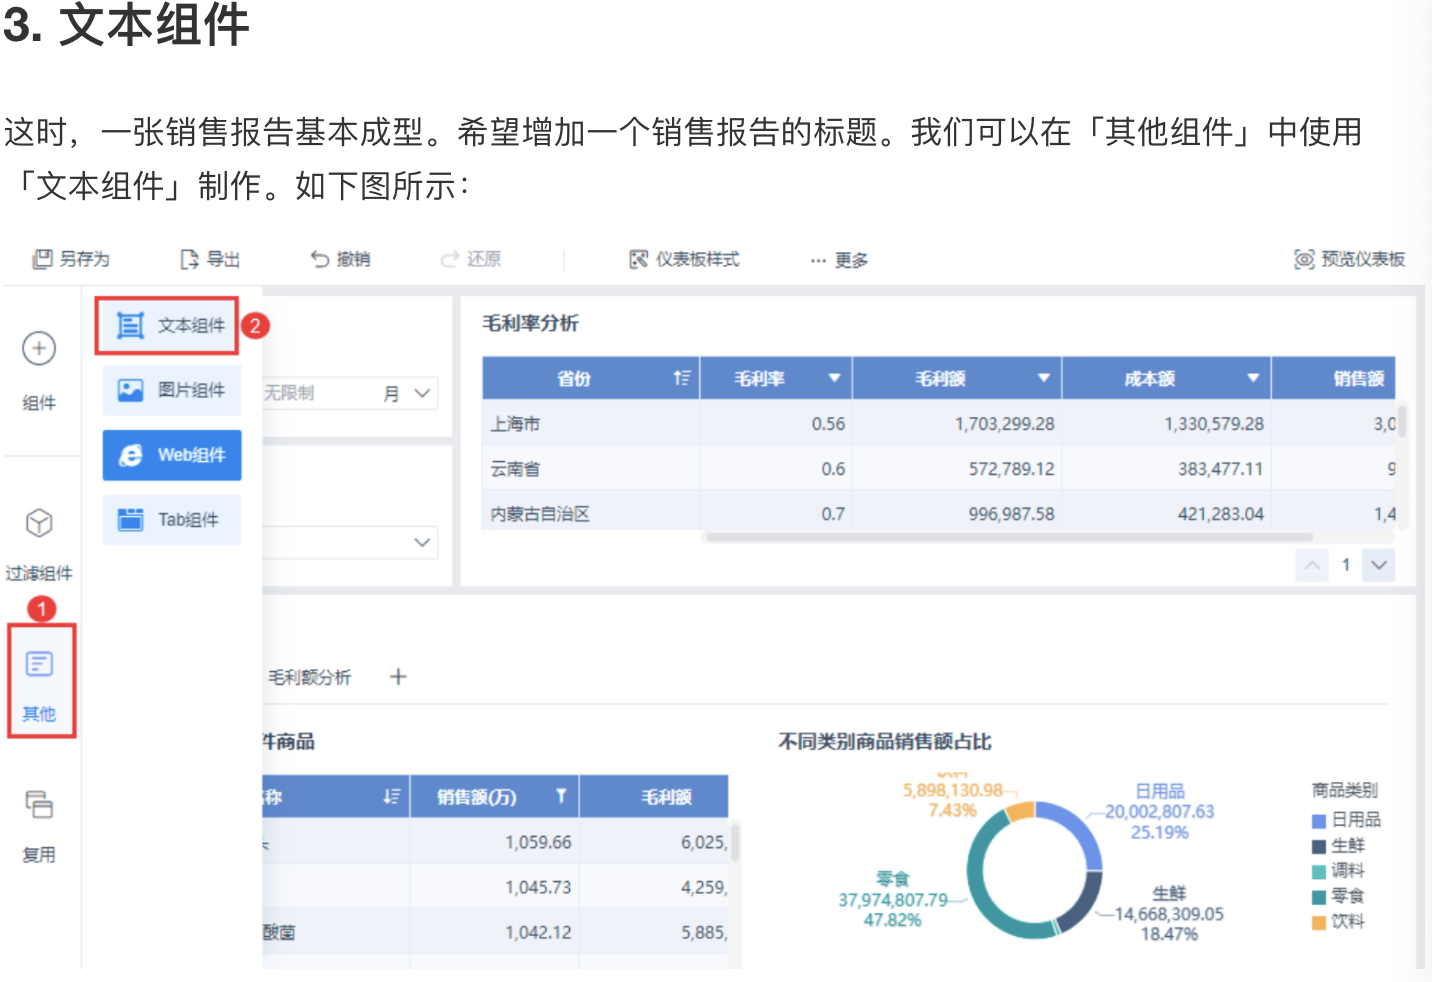 3. 文本组件
这时，一张销售报告基本成型。希望增加一个销售报告的标题。我们可以在「其他组件」中使用
「文本组件」制作。如下图所示：
另存为 导出 撤销 还原 仪表板样式 ··· 更多 预览仪表板
组件
过滤组件
1
其他
复用
文本组件 2
图片组件
Web组件
Tab组件
无限制 月
毛利率分析
省份 毛利率 毛利额 成本额 销售额
上海市 0.56 1,703,299.28 1,330,579.28 3,0
云南省 0.6 572,789.12 383,477.11 9
内蒙古自治区 0.7 996,987.58 421,283.04 1,4
1
毛利额分析 +
件商品
称 销售额(万) 毛利额
1,059.66 6,025,
1,045.73 4,259,
酸菌 1,042.12 5,885,
不同类别商品销售额占比
5,898,130.98
7.43%
日用品
20,002,807.63
25.19%
零食
37,974,807.79
47.82%
生鲜
14,668,309.05
18.47%
商品类别
日用品
生鲜
调料
零食
饮料